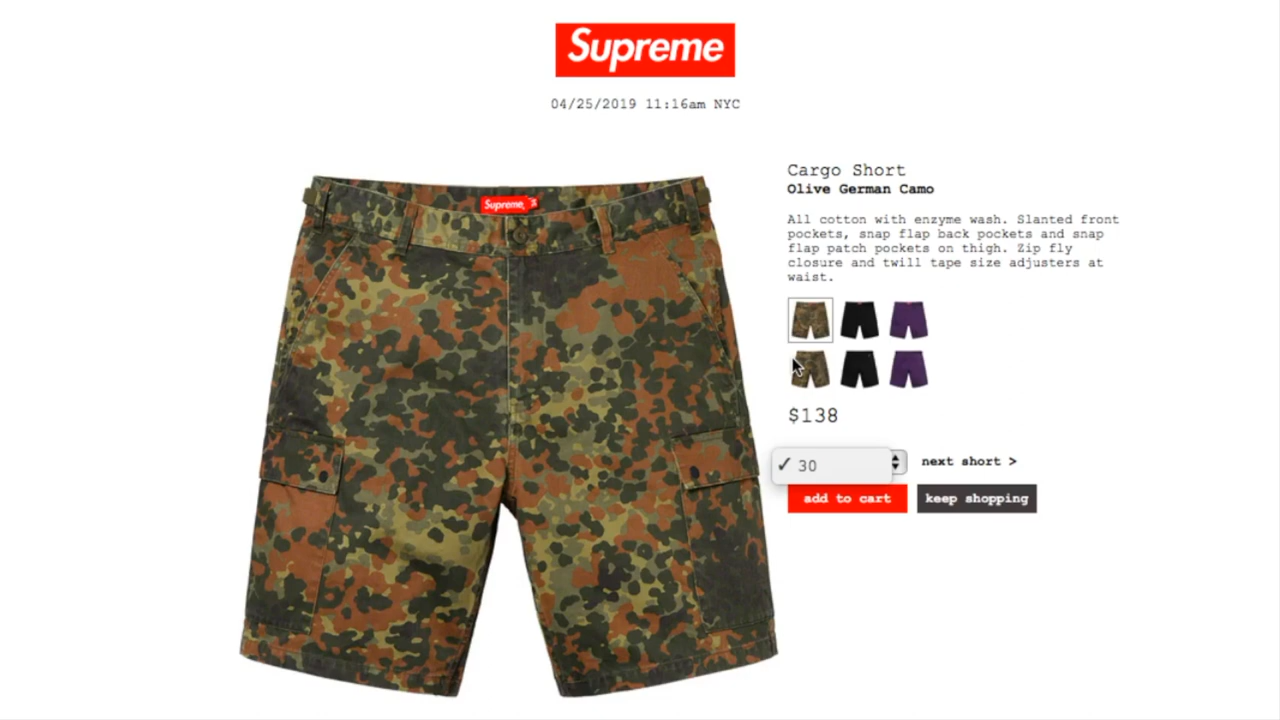 Supreme
04/25/2019 11:16am NYC
Supreme
Cargo Short
Olive German Camo
All cotton with enzyme wash. Slanted front
pockets, snap flap back pockets and snap
flap patch pockets on thigh. Zip fly
closure and twill tape size adjusters at
waist.
$138
✓ 30
next short >
add to cart
keep shopping